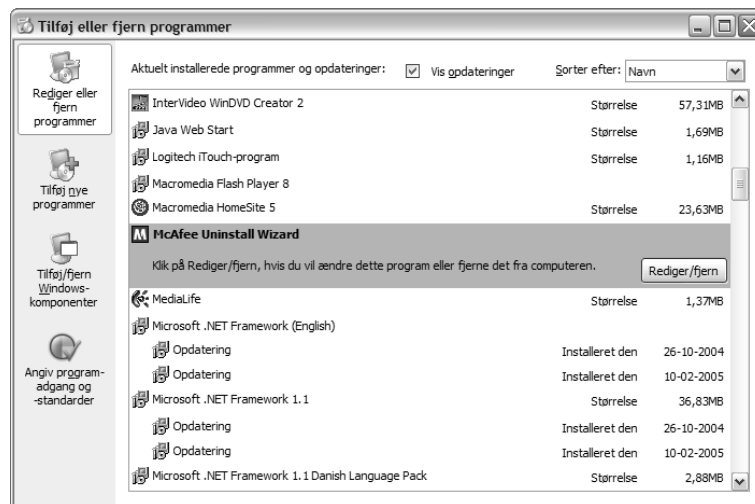 Tilføj eller fjern programmer
Rediger eller
fjern
programmer
Tilføj nye
programmer
Tilføj/fjern
Windows-
komponenter
Angiv program-
adgang og
-standarder
Aktuelt installerede programmer og opdateringer: Vis opdateringer Sorter efter: Navn
InterVideo WinDVD Creator 2 Størrelse 57,31MB
Java Web Start Størrelse 1,69MB
Logitech iTouch-program Størrelse 1,16MB
Macromedia Flash Player 8
Macromedia HomeSite 5 Størrelse 23,63MB
McAfee Uninstall Wizard
Klik på Rediger/fjern, hvis du vil ændre dette program eller fjerne det fra computeren. Rediger/fjern
MediaLife Størrelse 1,37MB
Microsoft .NET Framework (English)
Opdatering Installeret den 26-10-2004
Opdatering Installeret den 10-02-2005
Microsoft .NET Framework 1.1 Størrelse 36,83MB
Opdatering Installeret den 26-10-2004
Opdatering Installeret den 10-02-2005
Microsoft .NET Framework 1.1 Danish Language Pack Størrelse 2,88MB